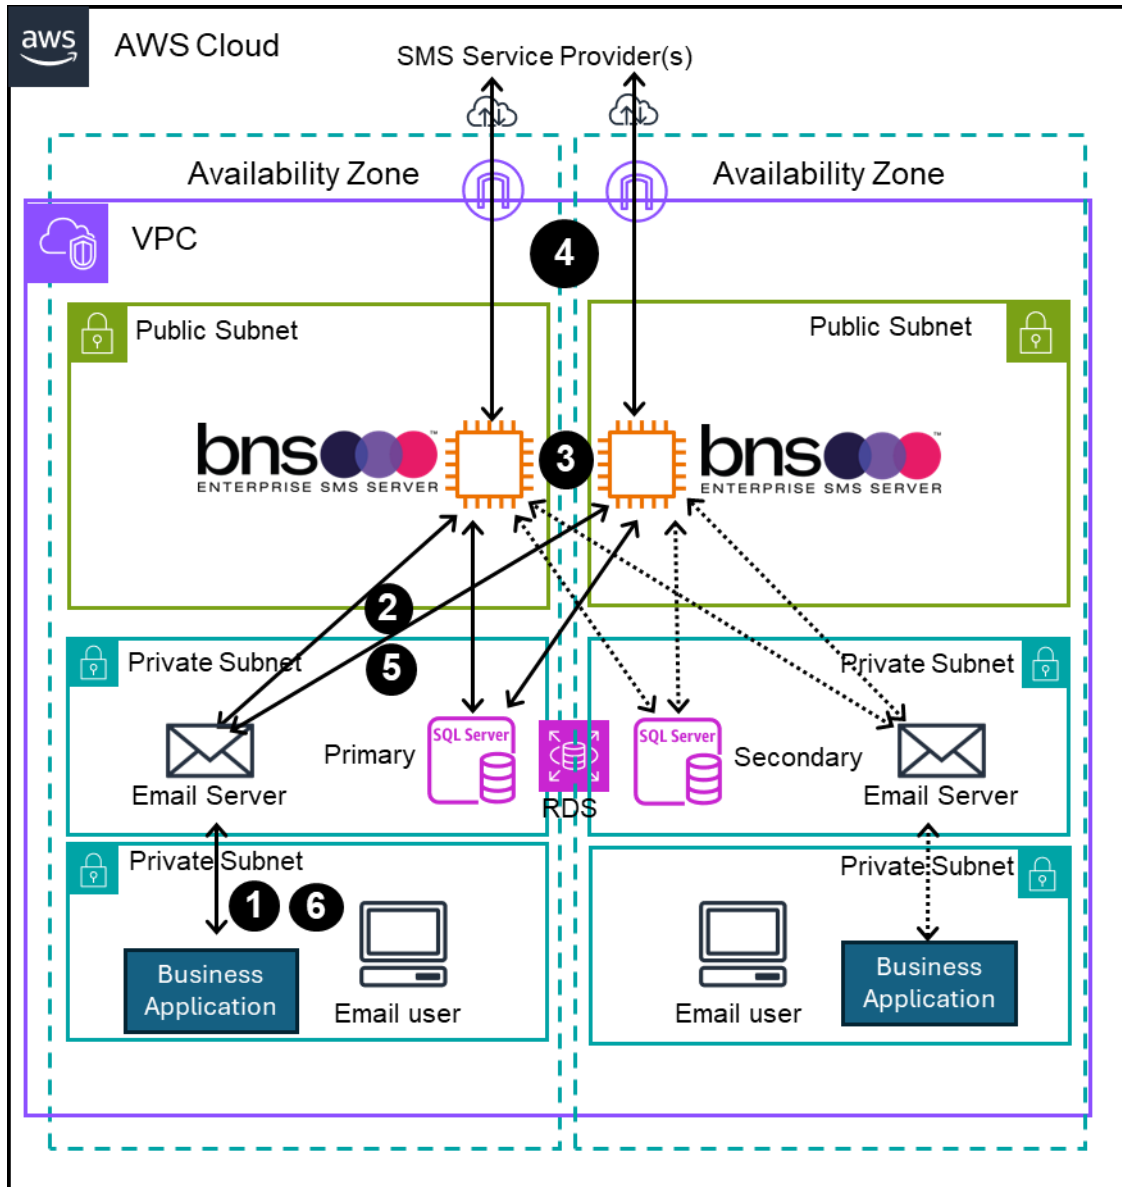 aws
AWS Cloud
SMS Service Provider(s)
Availability Zone
Availability Zone
VPC
4
Public Subnet
Public Subnet
bns
™
ENTERPRISE SMS SERVER
3
bns
™
ENTERPRISE SMS SERVER
2
5
Private Subnet
Private Subnet
Primary
SQL Server
SQL Server
Secondary
Email Server
RDS
Email Server
Private Subnet
Private Subnet
1
6
Business
Application
Email user
Email user
Business
Application